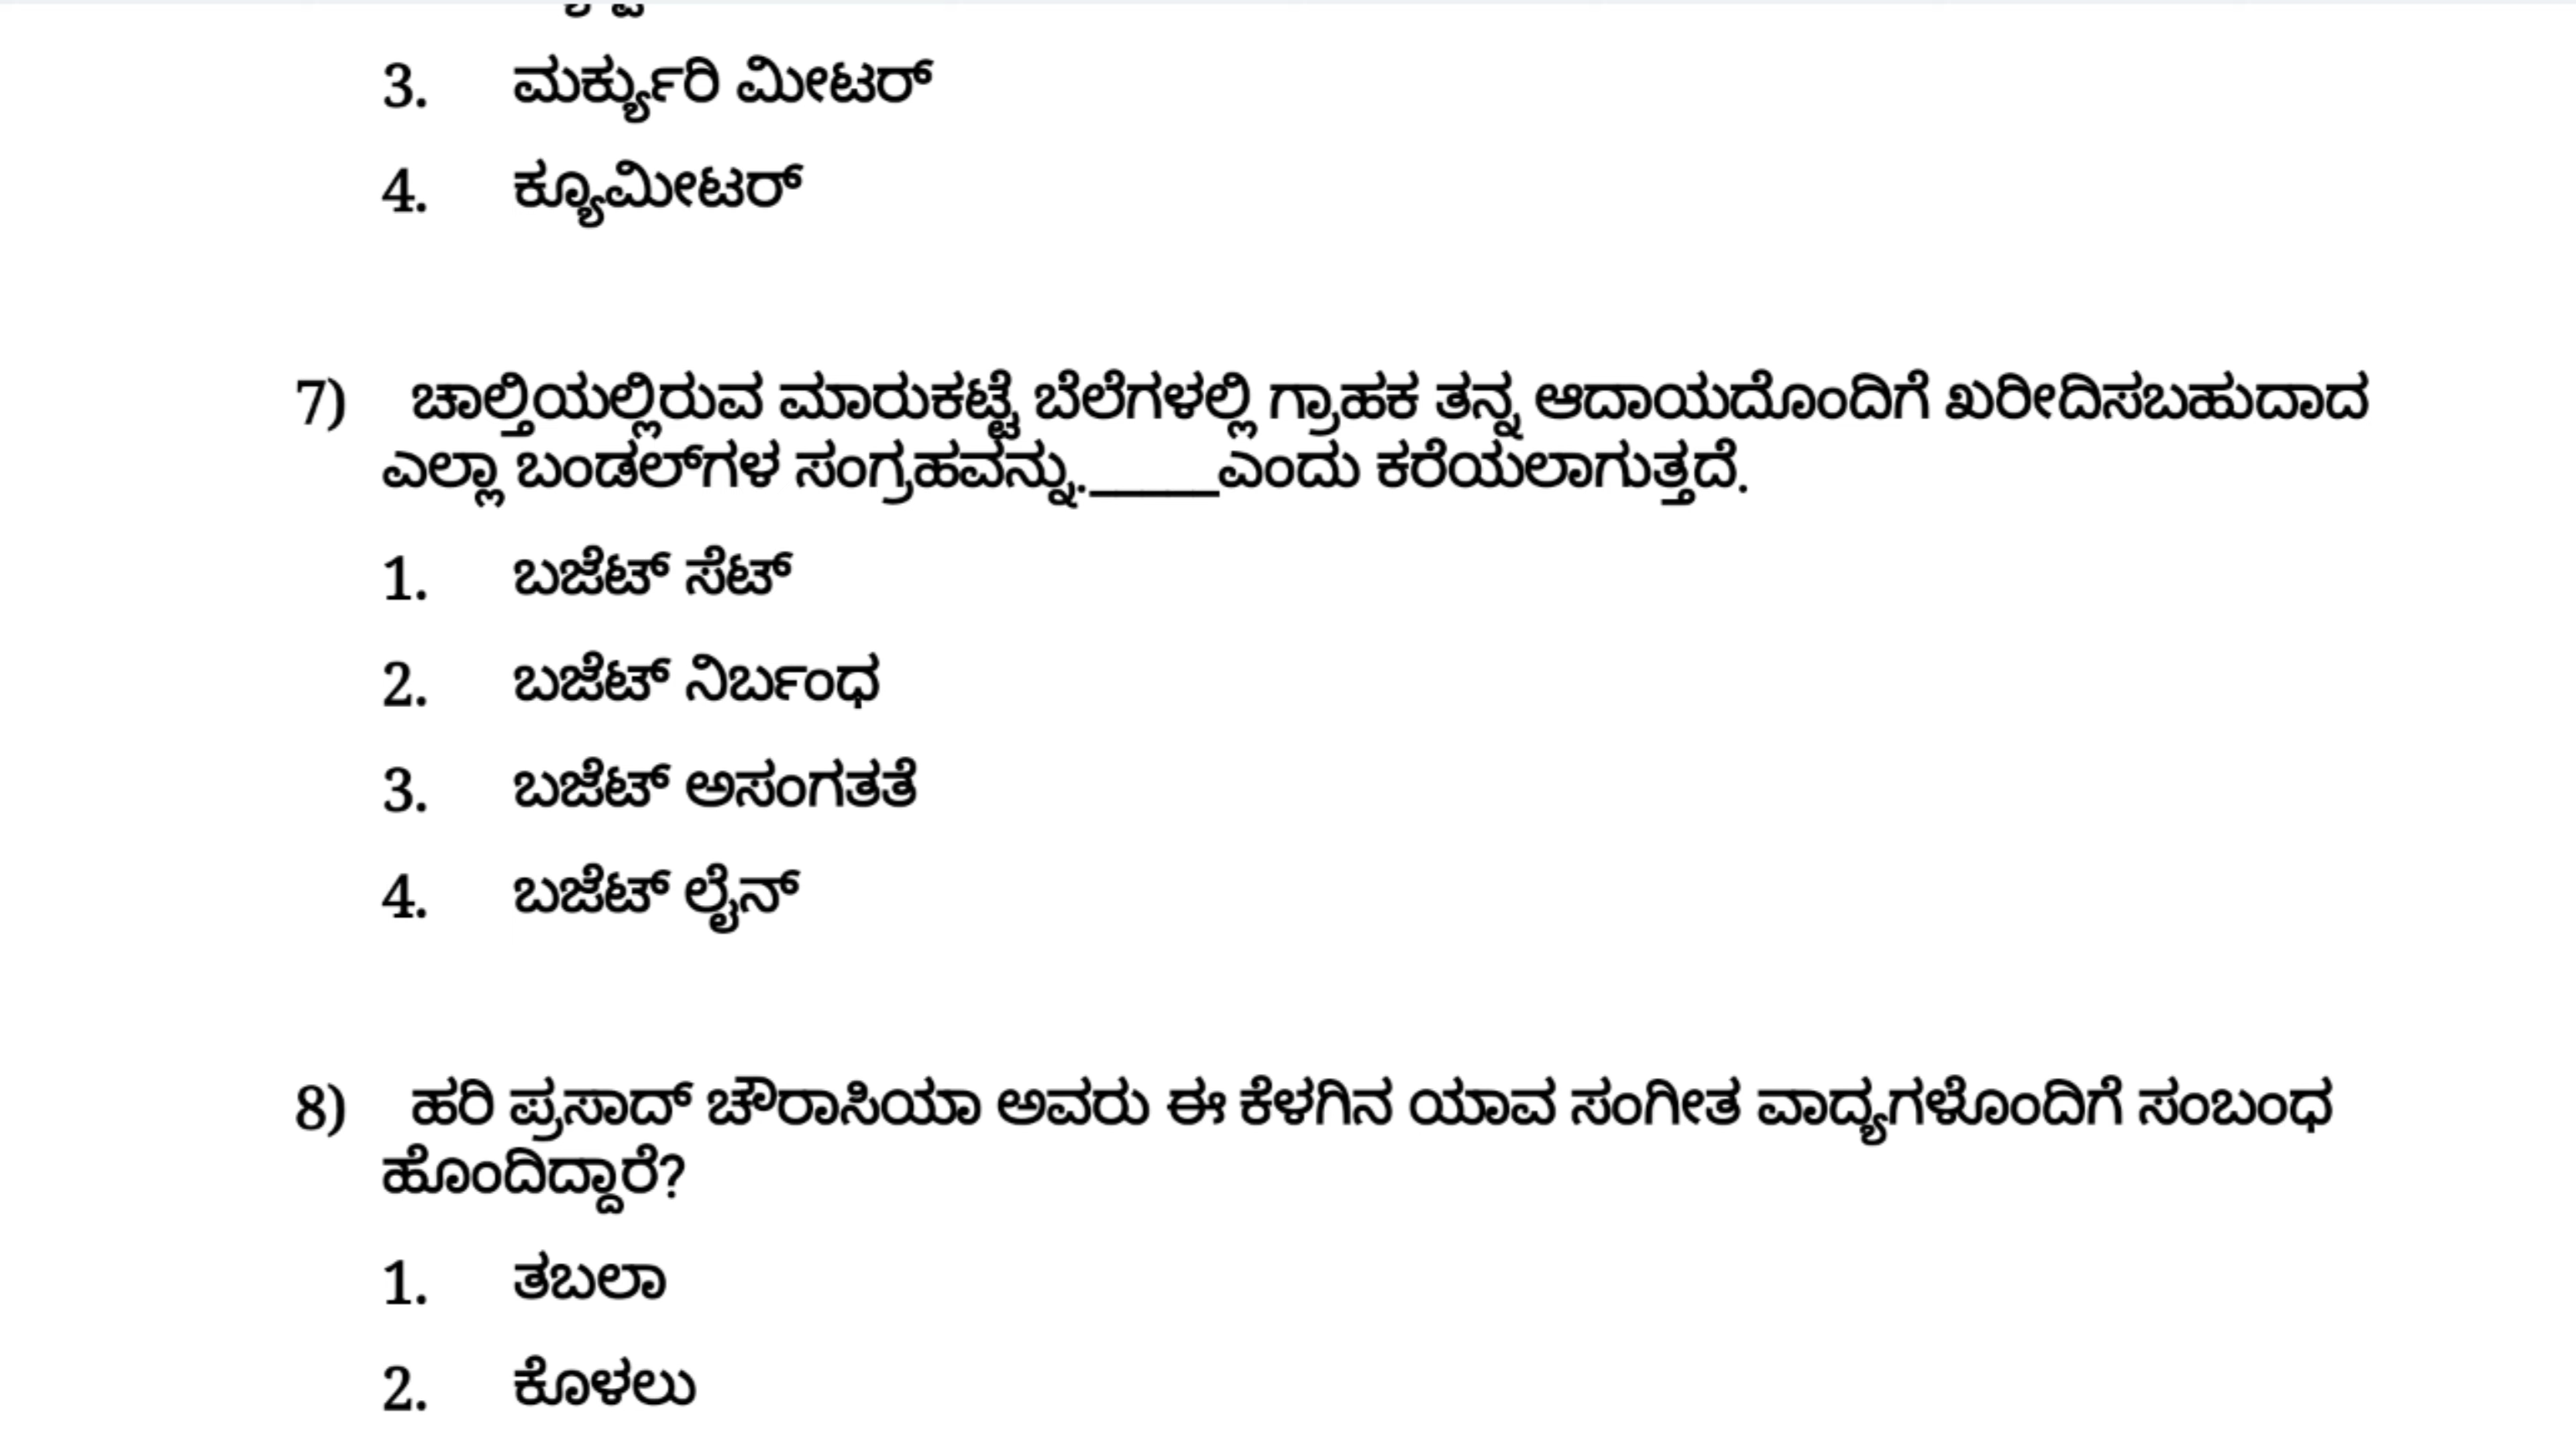 3. ಮರ್ಕ್ಯುರಿ ಮೀಟರ್
4. ಕ್ಯೂಮೀಟರ್
7) ಚಾಲ್ತಿಯಲ್ಲಿರುವ ಮಾರುಕಟ್ಟೆ ಬೆಲೆಗಳಲ್ಲಿ ಗ್ರಾಹಕ ತನ್ನ ಆದಾಯದೊಂದಿಗೆ ಖರೀದಿಸಬಹುದಾದ
ಎಲ್ಲಾ ಬಂಡಲ್‌ಗಳ ಸಂಗ್ರಹವನ್ನು._____ಎಂದು ಕರೆಯಲಾಗುತ್ತದೆ.
1. ಬಜೆಟ್ ಸೆಟ್
2. ಬಜೆಟ್ ನಿರ್ಬಂಧ
3. ಬಜೆಟ್ ಅಸಂಗತತೆ
4. ಬಜೆಟ್ ಲೈನ್
8) ಹರಿ ಪ್ರಸಾದ್ ಚೌರಾಸಿಯಾ ಅವರು ಈ ಕೆಳಗಿನ ಯಾವ ಸಂಗೀತ ವಾದ್ಯಗಳೊಂದಿಗೆ ಸಂಬಂಧ
ಹೊಂದಿದ್ದಾರೆ?
1. ತಬಲಾ
2. ಕೊಳಲು